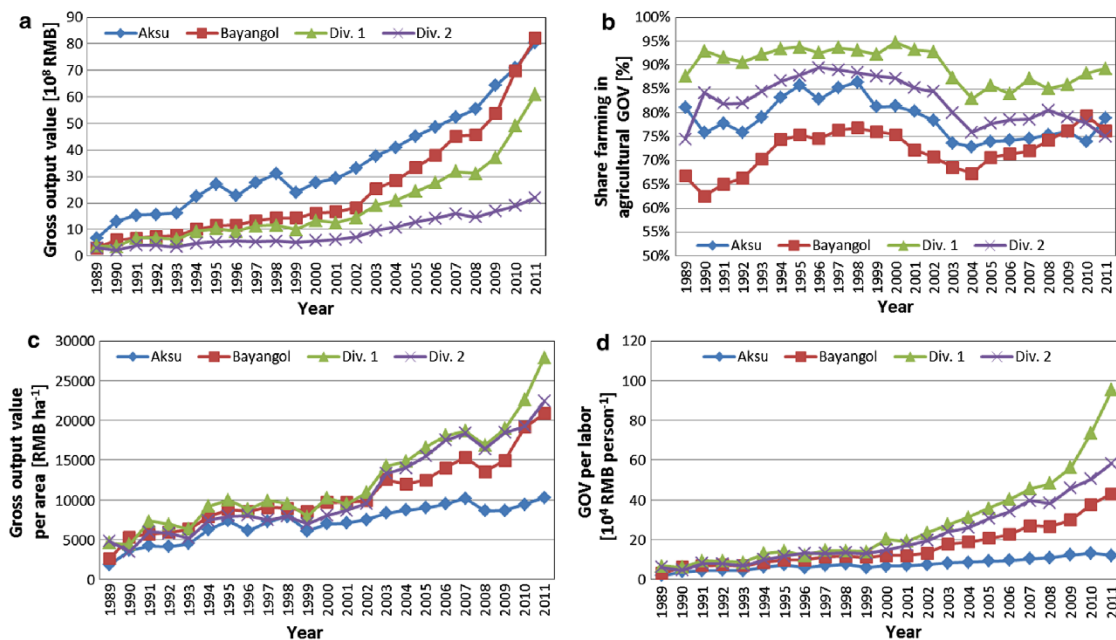 a
Aksu Bayangol Div. 1 Div. 2
Gross output value [10⁸ RMB]
90
80
70
60
50
40
30
20
10
0
1989 1990 1991 1992 1993 1994 1995 1996 1997 1998 1999 2000 2001 2002 2003 2004 2005 2006 2007 2008 2009 2010 2011
Year
b
Share farming in
agricultural GOV [%]
100%
95%
90%
85%
80%
75%
70%
65%
60%
55%
50%
Aksu Bayangol Div. 1 Div. 2
1989 1990 1991 1992 1993 1994 1995 1996 1997 1998 1999 2000 2001 2002 2003 2004 2005 2006 2007 2008 2009 2010 2011
Year
c
Aksu Bayangol Div. 1 Div. 2
Gross output value
per area [RMB ha⁻¹]
30000
25000
20000
15000
10000
5000
0
1989 1990 1991 1992 1993 1994 1995 1996 1997 1998 1999 2000 2001 2002 2003 2004 2005 2006 2007 2008 2009 2010 2011
Year
d
Aksu Bayangol Div. 1 Div. 2
GOV per labor
[10⁴ RMB person⁻¹]
120
100
80
60
40
20
0
1989 1990 1991 1992 1993 1994 1995 1996 1997 1998 1999 2000 2001 2002 2003 2004 2005 2006 2007 2008 2009 2010 2011
Year